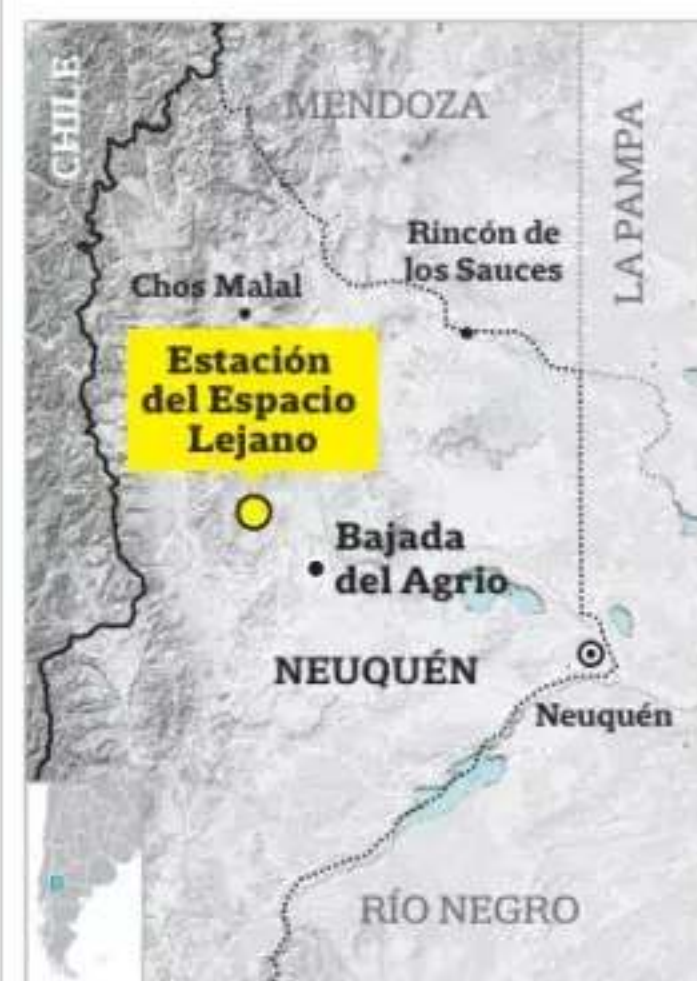 CHILE
MENDOZA
LA PAMPA
Rincón de
los Sauces
Chos Malal
Estación
del Espacio
Lejano
Bajada
del Agrio
NEUQUÉN
Neuquén
RÍO NEGRO